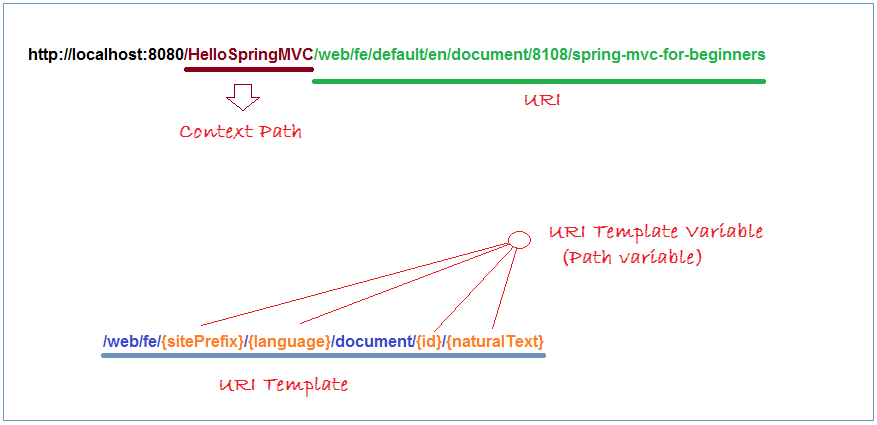 http://localhost:8080/HelloSpringMVC/web/fe/default/en/document/8108/spring-mvc-for-beginners
URI
Context Path
URI Template Variable
(Path variable)
/web/fe/{sitePrefix}/{language}/document/{id}/{naturalText}
URI Template